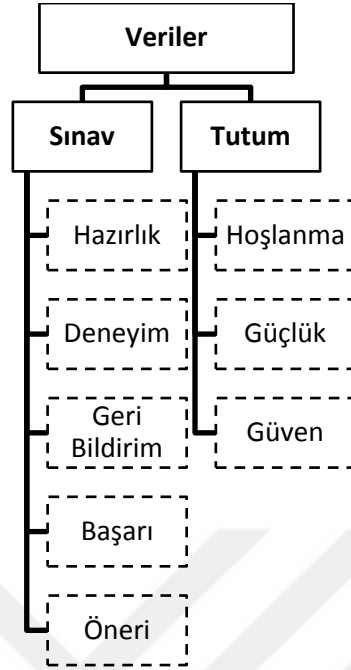 Veriler
Sınav
Hazırlık
Deneyim
Geri
Bildirim
Başarı
Öneri
Tutum
Hoşlanma
Güçlük
Güven